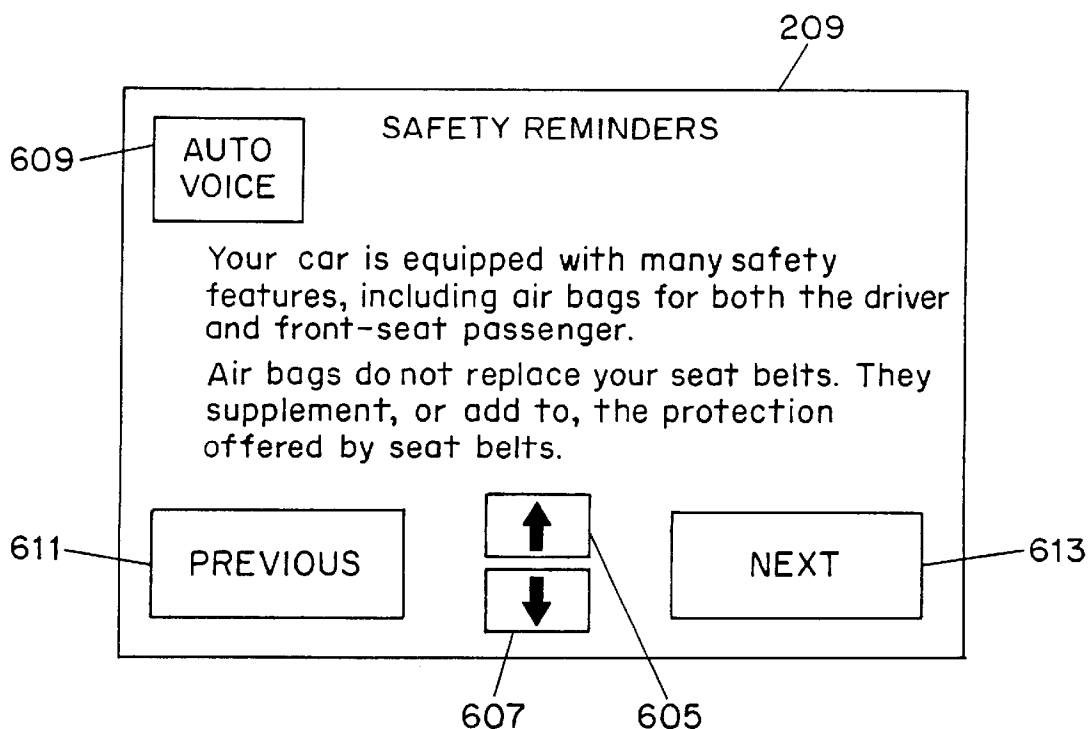 209
SAFETY REMINDERS
609
AUTO
VOICE
Your car is equipped with many safety
features, including air bags for both the driver
and front-seat passenger.
Air bags do not replace your seat belts. They
supplement, or add to, the protection
offered by seat belts.
611
PREVIOUS
NEXT
613
607
605